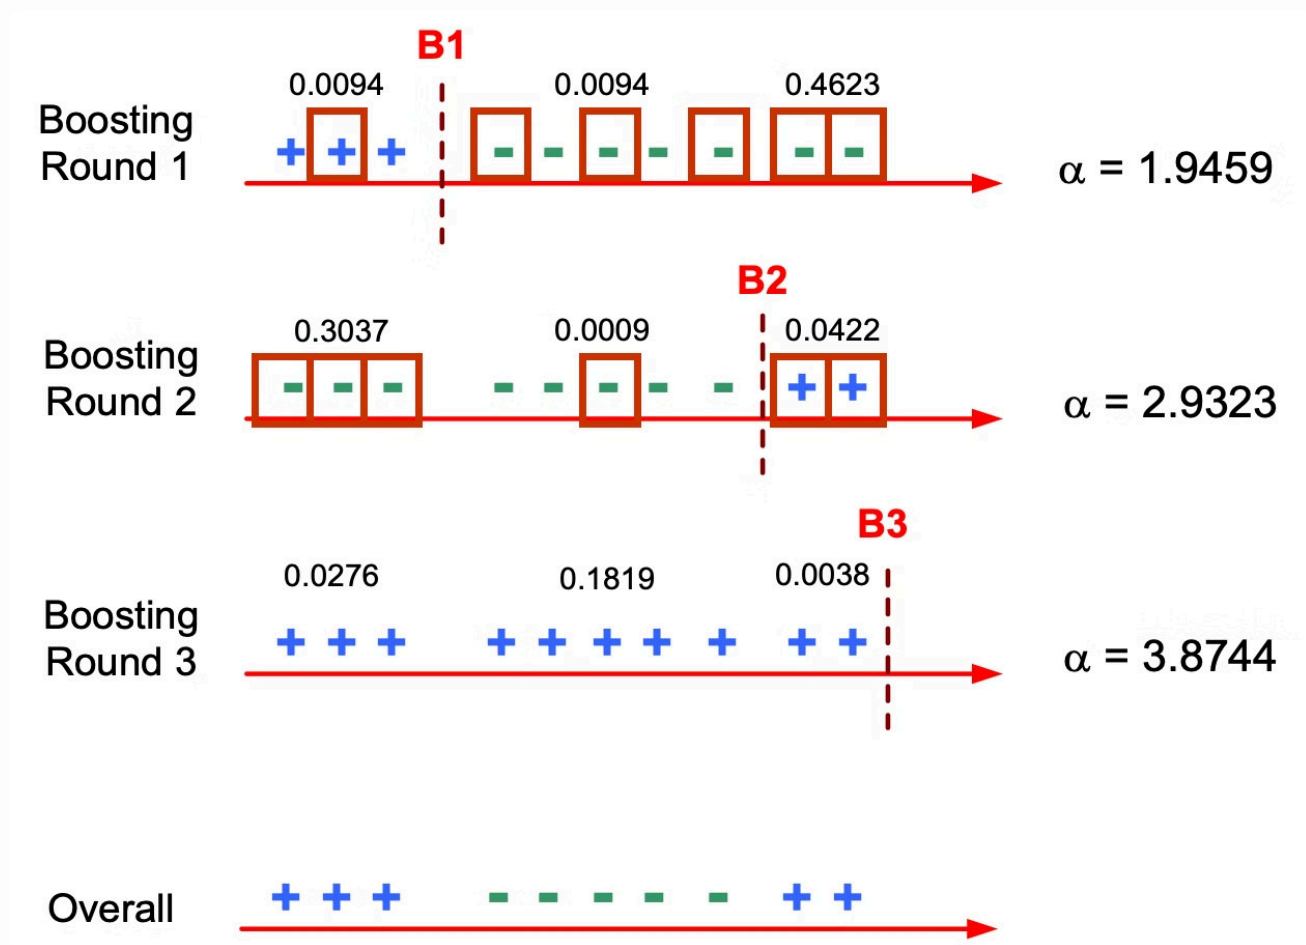 B1
0.0094 0.0094 0.4623
Boosting
Round 1
+ + + - - - - - - -
α = 1.9459
B2
0.3037 0.0009 0.0422
Boosting
Round 2
- - - - - - - - + +
α = 2.9323
B3
0.0276 0.1819 0.0038
Boosting
Round 3
+ + + + + + + + + +
α = 3.8744
Overall
+ + + - - - - - + +